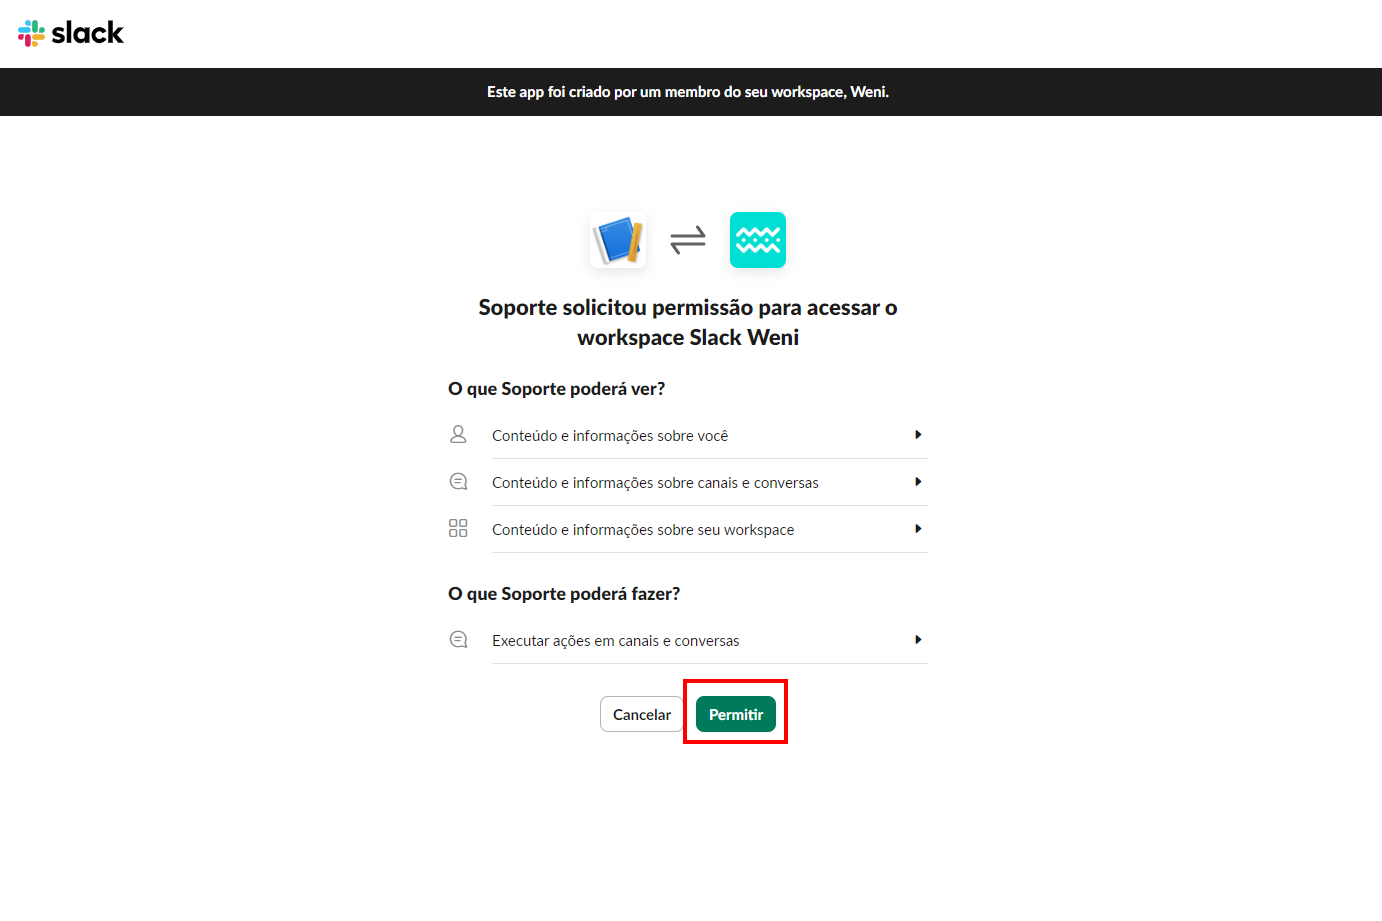 slack
Este app foi criado por um membro do seu workspace, Weni.
Soporte solicitou permissão para acessar o
workspace Slack Weni
O que Soporte poderá ver?
Conteúdo e informações sobre você
Conteúdo e informações sobre canais e conversas
Conteúdo e informações sobre seu workspace
O que Soporte poderá fazer?
Executar ações em canais e conversas
Cancelar Permitir